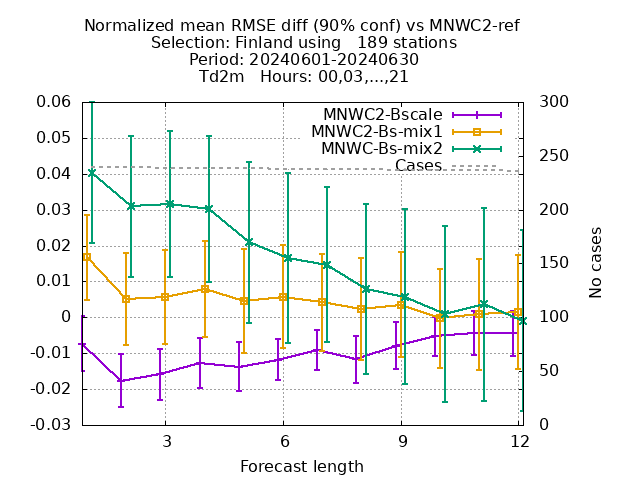 Normalized mean RMSE diff (90% conf) vs MNWC2-ref
Selection: Finland using   189 stations
Period: 20240601-20240630
Td2m   Hours: 00,03,...,21
MNWC2-Bscale
MNWC2-Bs-mix1
MNWC-Bs-mix2
Cases
0.06
0.05
0.04
0.03
0.02
0.01
0
-0.01
-0.02
-0.03
300
250
200
150
100
50
0
No cases
3
6
9
12
Forecast length